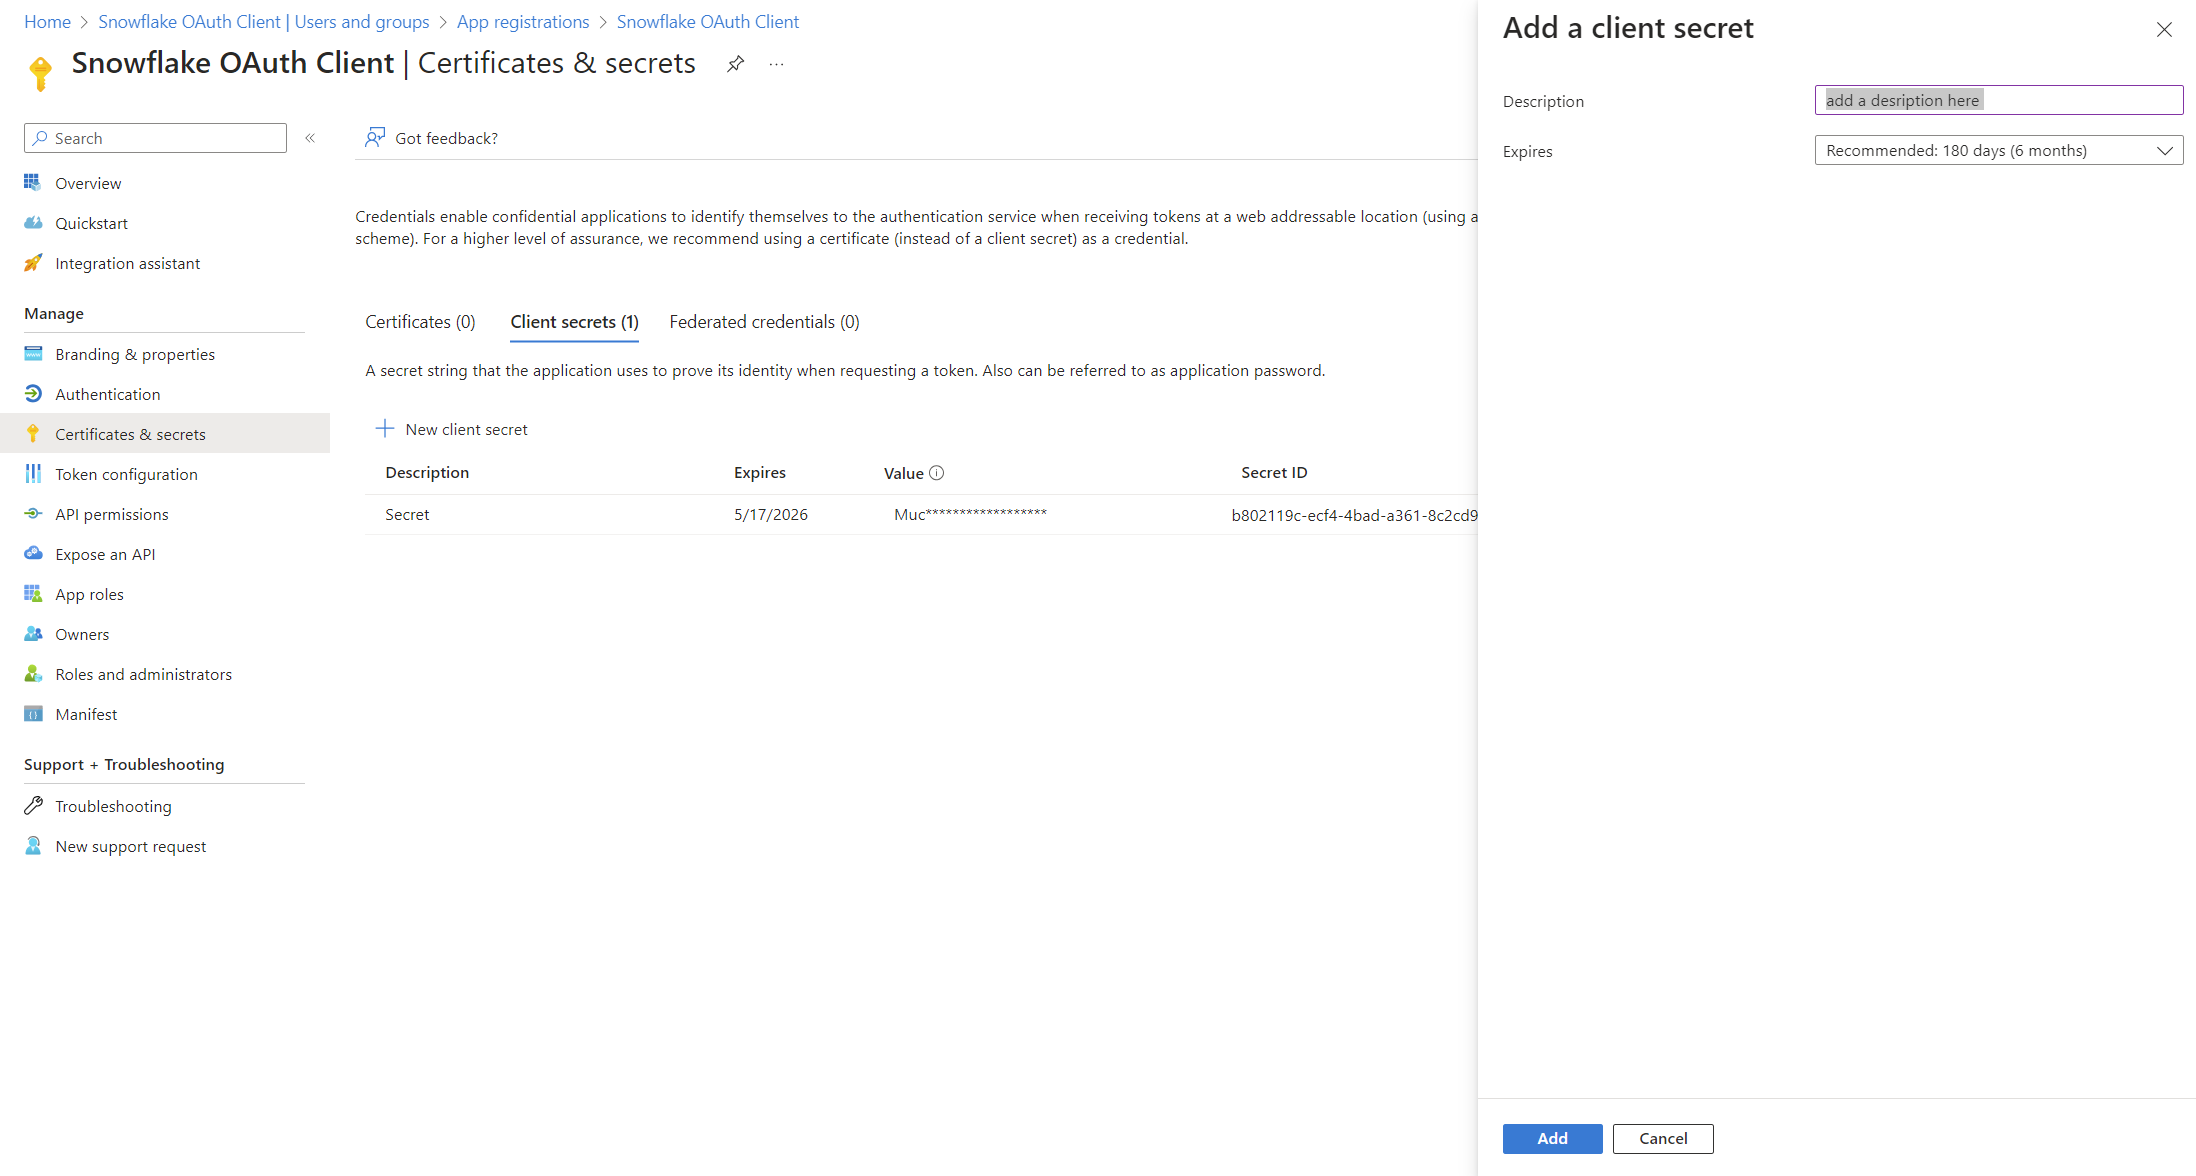 Home > Snowflake OAuth Client | Users and groups > App registrations > Snowflake OAuth Client
Snowflake OAuth Client | Certificates & secrets
Search
Overview
Quickstart
Integration assistant
Manage
Branding & properties
Authentication
Certificates & secrets
Token configuration
API permissions
Expose an API
App roles
Owners
Roles and administrators
Manifest
Support + Troubleshooting
Troubleshooting
New support request
Got feedback?
Credentials enable confidential applications to identify themselves to the authentication service when receiving tokens at a web addressable location (using a
scheme). For a higher level of assurance, we recommend using a certificate (instead of a client secret) as a credential.
Certificates (0) Client secrets (1) Federated credentials (0)
A secret string that the application uses to prove its identity when requesting a token. Also can be referred to as application password.
New client secret
Description Expires Value Secret ID
Secret 5/17/2026 Muc****************** b802119c-ecf4-4bad-a361-8c2cd9
Add a client secret
Description add a desription here
Expires Recommended: 180 days (6 months)
Add Cancel